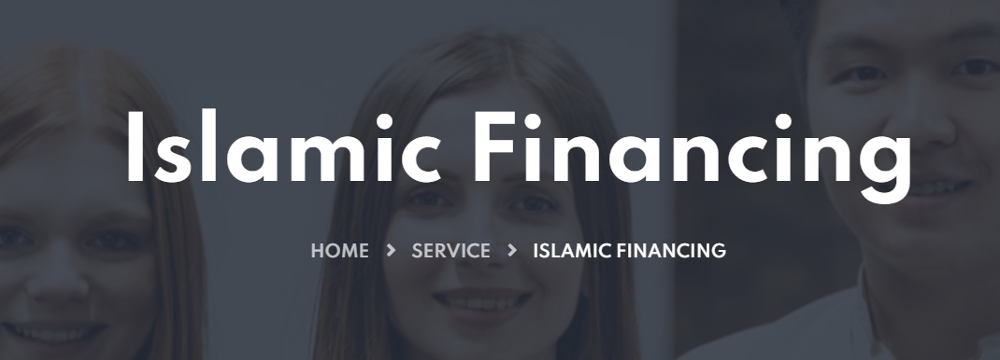 Islamic Financing
HOME > SERVICE > ISLAMIC FINANCING